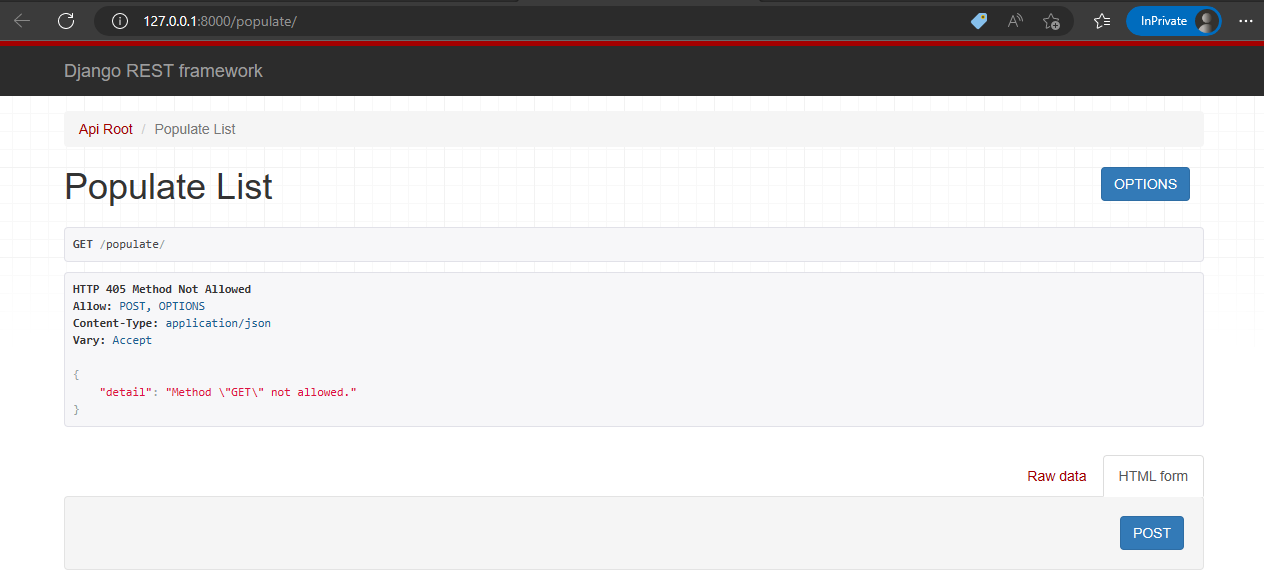 127.0.0.1:8000/populate/
InPrivate
Django REST framework
Api Root / Populate List
Populate List
OPTIONS
GET /populate/
HTTP 405 Method Not Allowed
Allow: POST, OPTIONS
Content-Type: application/json
Vary: Accept
{
"detail": "Method \"GET\" not allowed."
}
Raw data
HTML form
POST